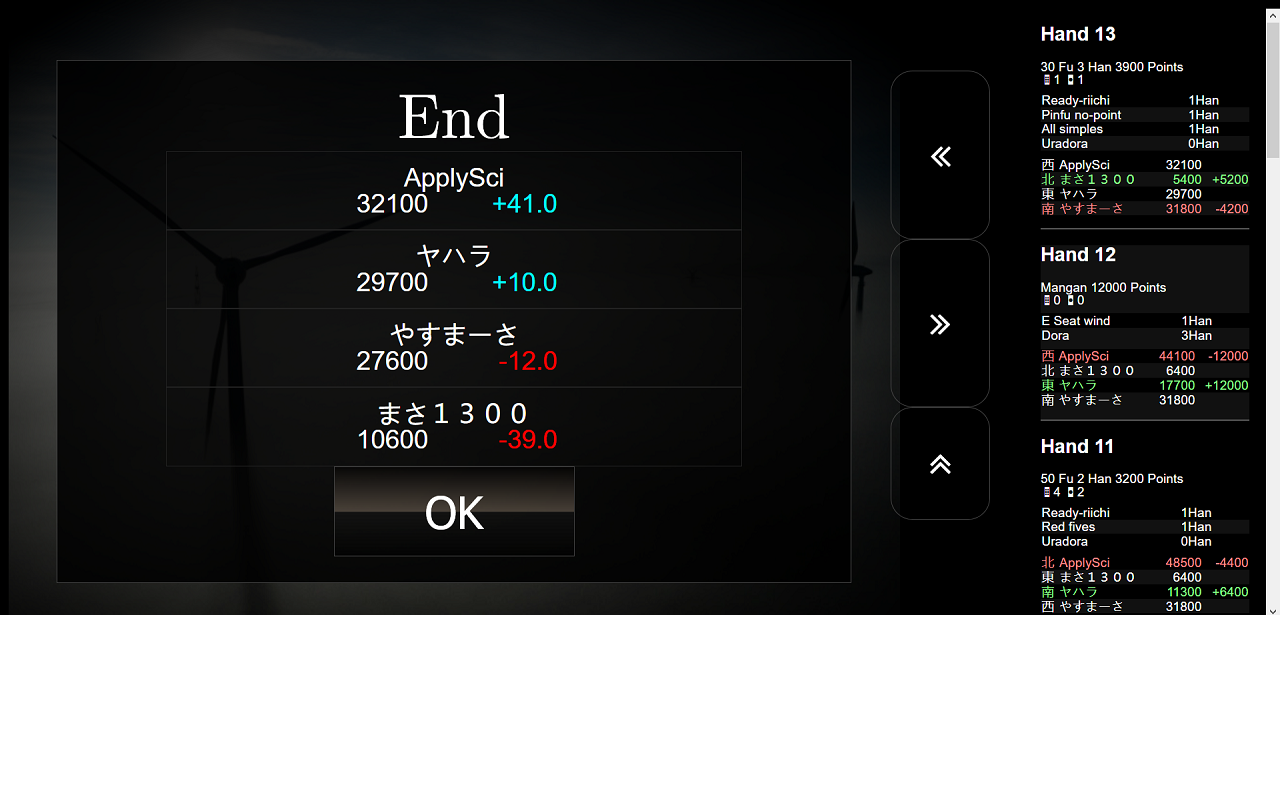 End
ApplySci
32100 +41.0
ヤハラ
29700 +10.0
やすまーさ
27600 -12.0
まさ１３００
10600 -39.0
OK
Hand 13
30 Fu 3 Han 3900 Points
1 1
Ready-riichi 1Han
Pinfu no-point 1Han
All simples 1Han
Uradora 0Han
西 ApplySci 32100
北 まさ１３００ 5400 +5200
東 ヤハラ 29700
南 やすまーさ 31800 -4200
Hand 12
Mangan 12000 Points
0 0
E Seat wind 1Han
Dora 3Han
西 ApplySci 44100 -12000
北 まさ１３００ 6400
東 ヤハラ 17700 +12000
南 やすまーさ 31800
Hand 11
50 Fu 2 Han 3200 Points
4 2
Ready-riichi 1Han
Red fives 1Han
Uradora 0Han
北 ApplySci 48500 -4400
東 まさ１３００ 6400
南 ヤハラ 11300 +6400
西 やすまーさ 31800